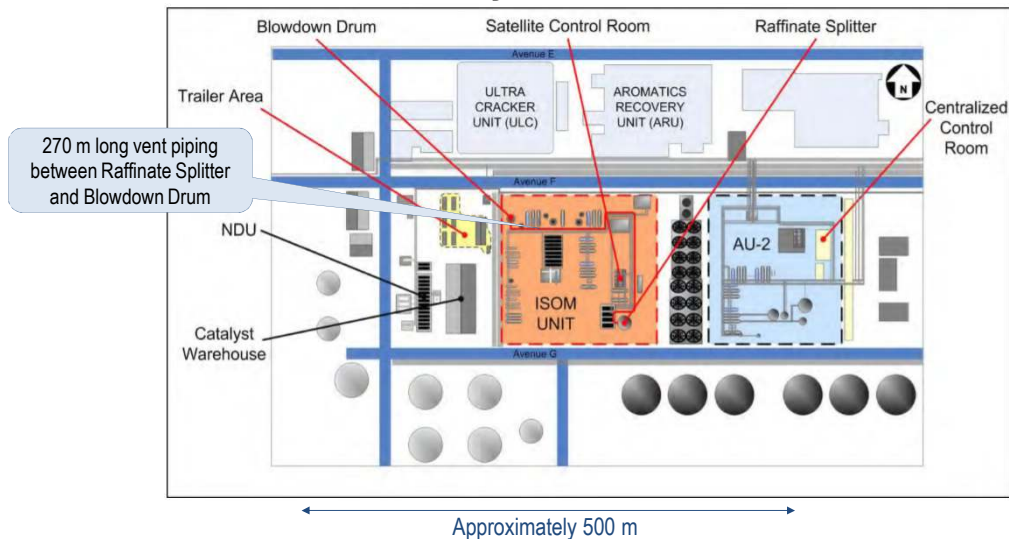 Blowdown Drum
Satellite Control Room
Raffinate Splitter
Avenue E
N
Trailer Area
ULTRA
CRACKER
UNIT (ULC)
AROMATICS
RECOVERY
UNIT (ARU)
Centralized
Control
Room
270 m long vent piping
between Raffinate Splitter
and Blowdown Drum
Avenue F
NDU
AU-2
ISOM
UNIT
Catalyst
Warehouse
Avenue G
Approximately 500 m